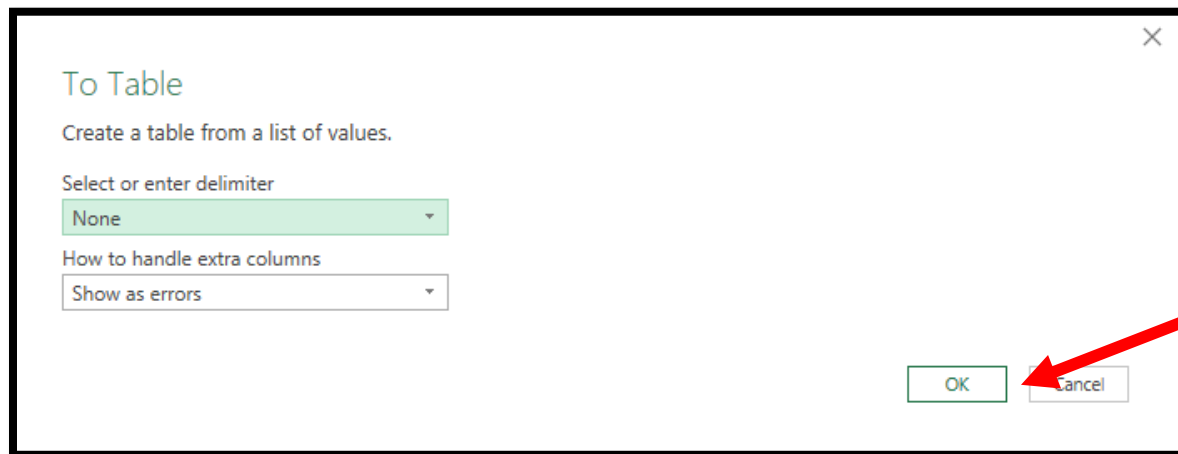 To Table
Create a table from a list of values.
Select or enter delimiter
None
How to handle extra columns
Show as errors
OK Cancel